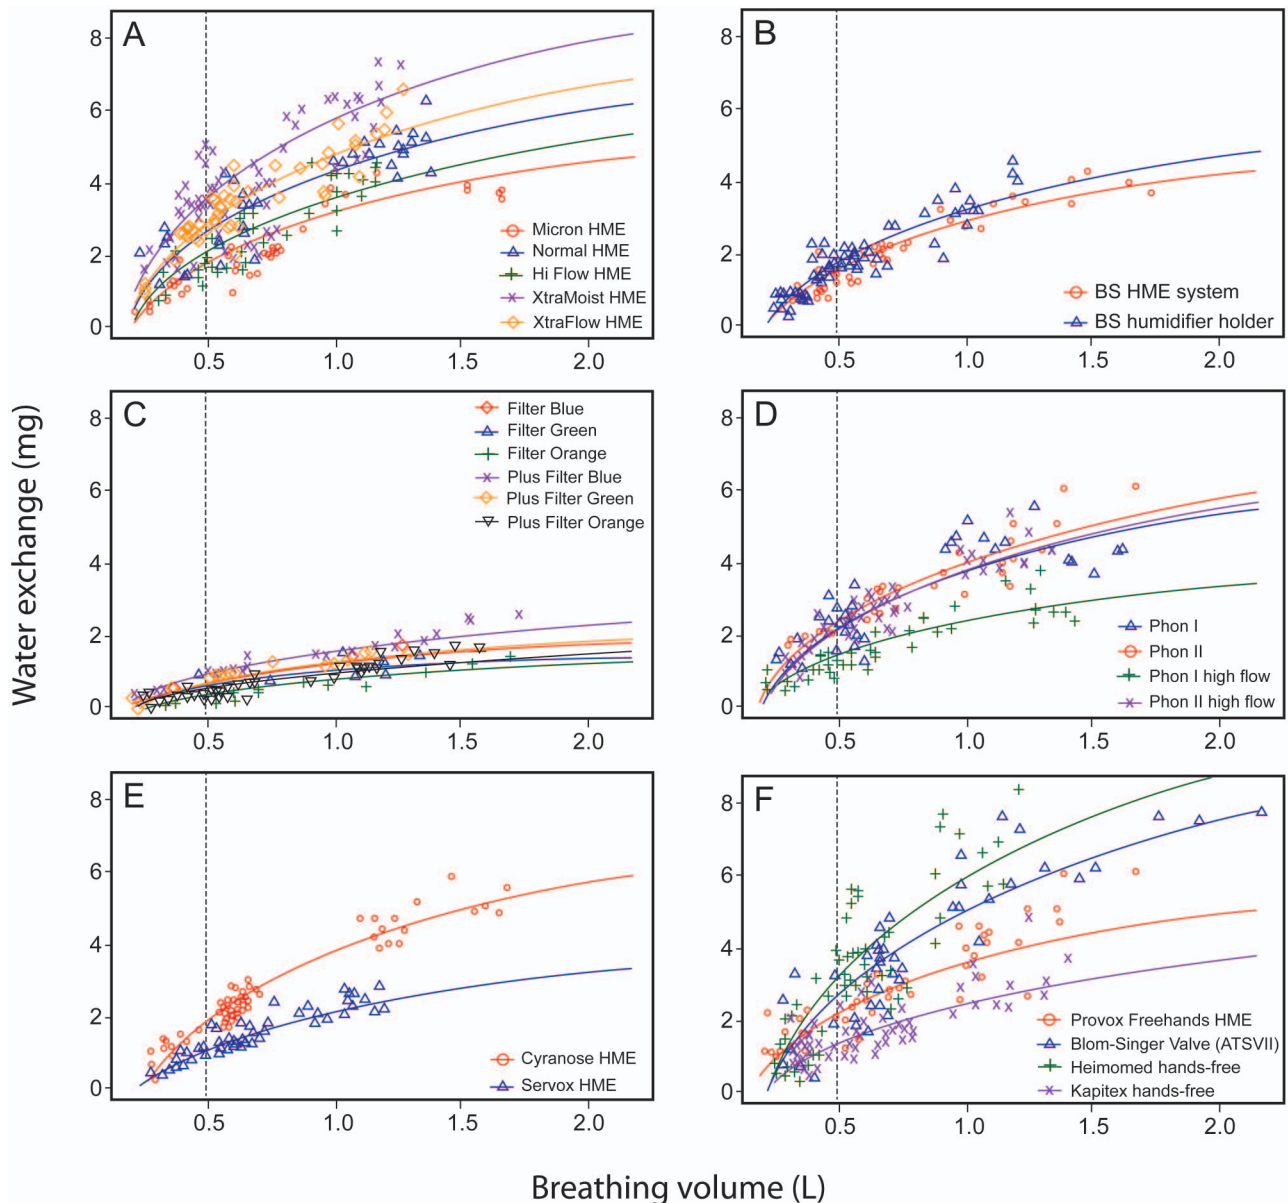 A
8
6
4
2
0
Micron HME
Normal HME
Hi Flow HME
XtraMoist HME
XtraFlow HME
0.5 1.0 1.5 2.0
B
8
6
4
2
0
BS HME system
BS humidifier holder
0.5 1.0 1.5 2.0
Water exchange (mg)
C
8
6
4
2
0
Filter Blue
Filter Green
Filter Orange
Plus Filter Blue
Plus Filter Green
Plus Filter Orange
0.5 1.0 1.5 2.0
D
8
6
4
2
0
Phon I
Phon II
Phon I high flow
Phon II high flow
0.5 1.0 1.5 2.0
E
8
6
4
2
0
Cyranose HME
Servox HME
0.5 1.0 1.5 2.0
F
8
6
4
2
0
Provox Freehands HME
Blom-Singer Valve (ATSVII)
Heimomed hands-free
Kapitex hands-free
0.5 1.0 1.5 2.0
Breathing volume (L)